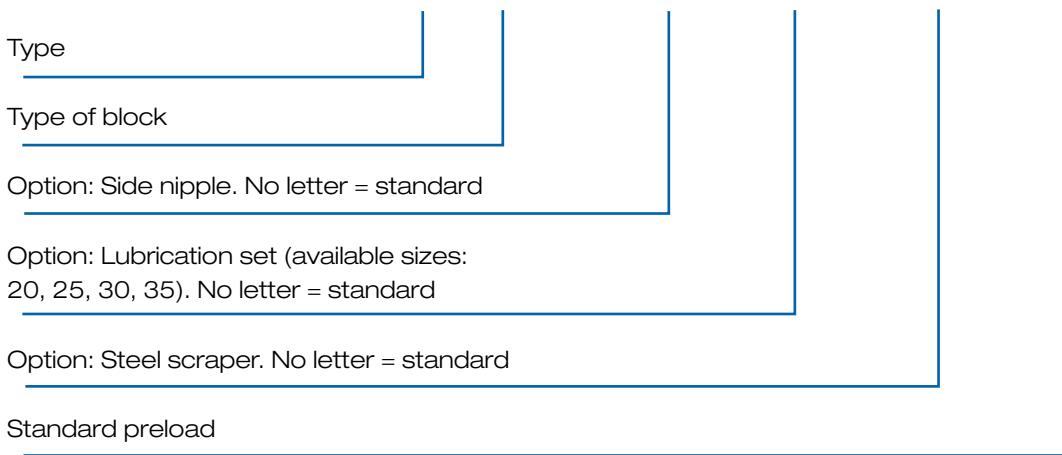 Type
Type of block
Option: Side nipple. No letter = standard
Option: Lubrication set (available sizes:
20, 25, 30, 35). No letter = standard
Option: Steel scraper. No letter = standard
Standard preload